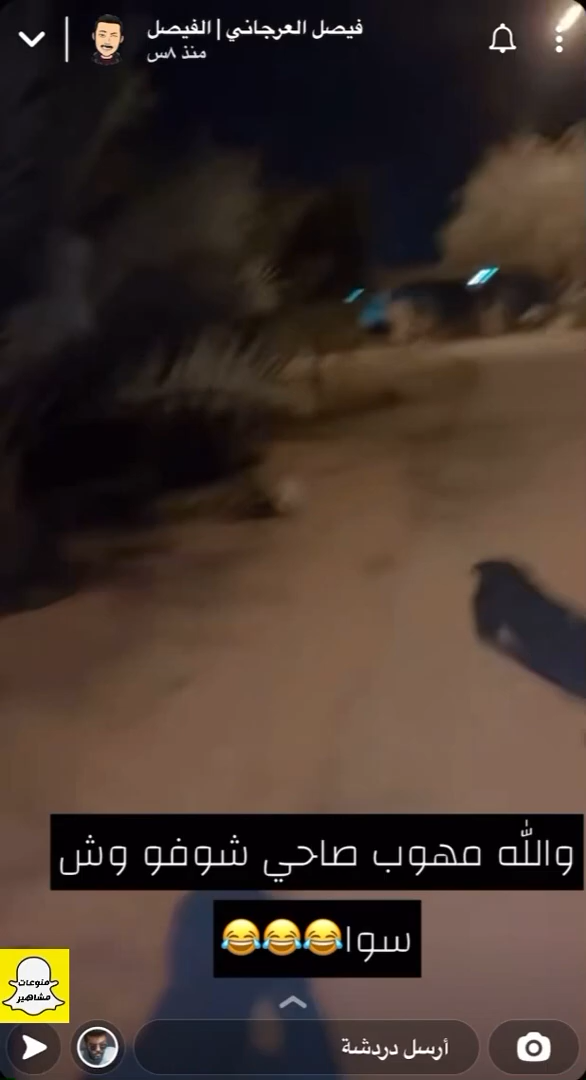 فيصل العرجاني | الفيصل
منذ ٨س
والله مهوب صاحي شوفو وش
سوا😂😂😂
منوعات
مشاهير
أرسل دردشة